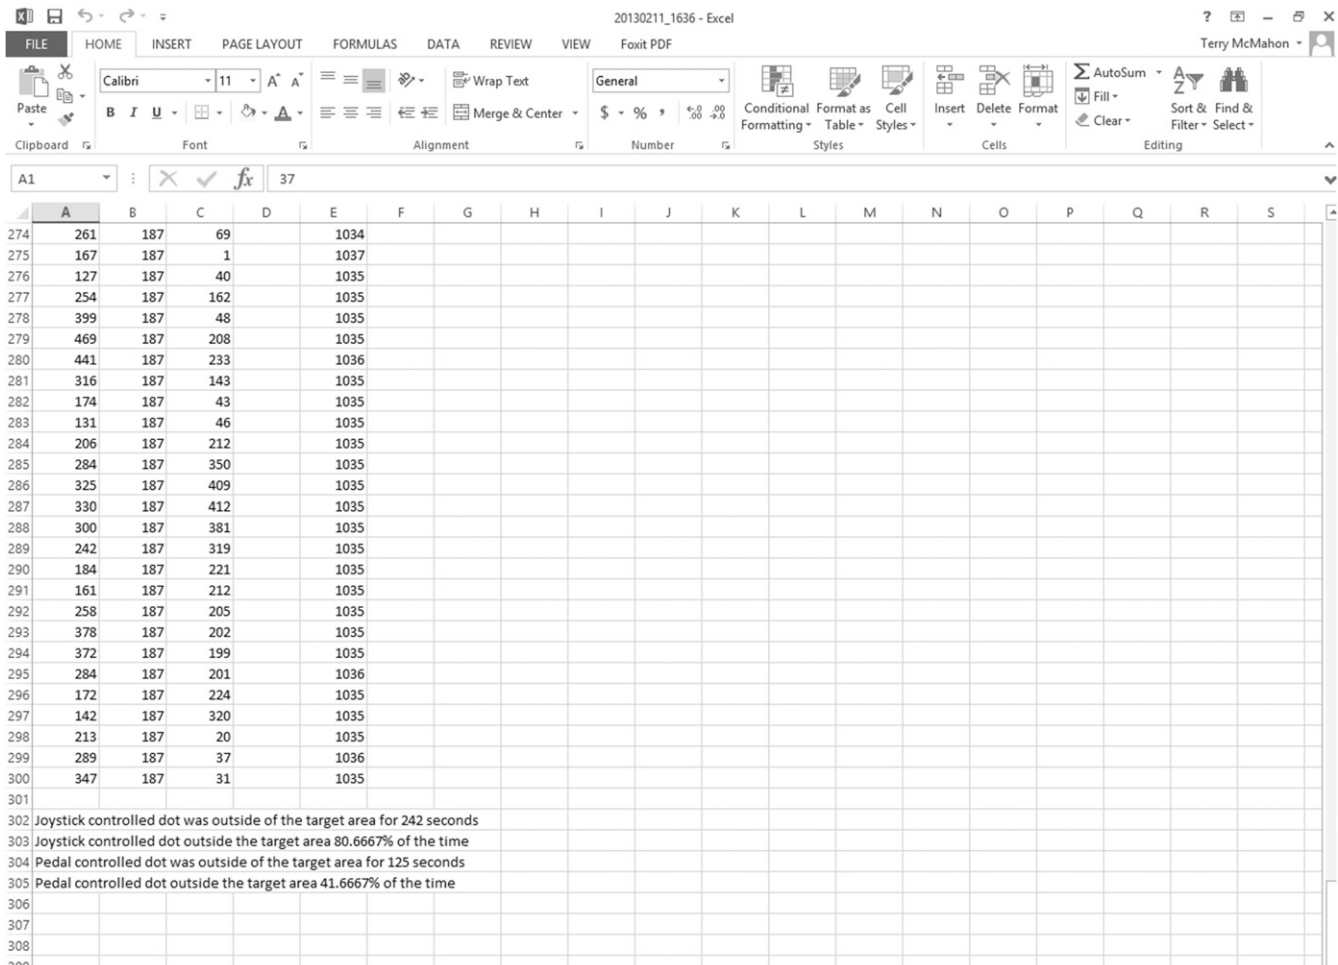 20130211_1636 - Excel
?
FILE HOME INSERT PAGE LAYOUT FORMULAS DATA REVIEW VIEW Foxit PDF Terry McMahon
Paste
Calibri 11 A A
B I U A
Wrap Text
Merge & Center
General
$ % , .00 .00
Conditional Formatting Format as Table Cell Styles
Insert Delete Format
AutoSum
Fill
Clear
Sort & Filter Find & Select
Clipboard Font Alignment Number Styles Cells Editing
A1 fx 37
A B C D E F G H I J K L M N O P Q R S
274 261 187 69 1034
275 167 187 1 1037
276 127 187 40 1035
277 254 187 162 1035
278 399 187 48 1035
279 469 187 208 1035
280 441 187 233 1036
281 316 187 143 1035
282 174 187 43 1035
283 131 187 46 1035
284 206 187 212 1035
285 284 187 350 1035
286 325 187 409 1035
287 330 187 412 1035
288 300 187 381 1035
289 242 187 319 1035
290 184 187 221 1035
291 161 187 212 1035
292 258 187 205 1035
293 378 187 202 1035
294 372 187 199 1035
295 284 187 201 1036
296 172 187 224 1035
297 142 187 320 1035
298 213 187 20 1035
299 289 187 37 1036
300 347 187 31 1035
301
302 Joystick controlled dot was outside of the target area for 242 seconds
303 Joystick controlled dot outside the target area 80.6667% of the time
304 Pedal controlled dot was outside of the target area for 125 seconds
305 Pedal controlled dot outside the target area 41.6667% of the time
306
307
308